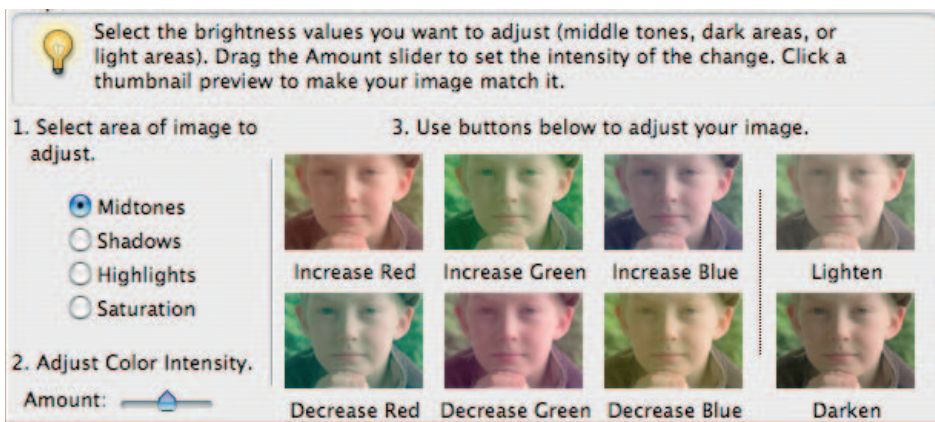 Select the brightness values you want to adjust (middle tones, dark areas, or
light areas). Drag the Amount slider to set the intensity of the change. Click a
thumbnail preview to make your image match it.
1. Select area of image to
adjust.
Midtones
Shadows
Highlights
Saturation
2. Adjust Color Intensity.
Amount:
3. Use buttons below to adjust your image.
Increase Red Increase Green Increase Blue Lighten
Decrease Red Decrease Green Decrease Blue Darken